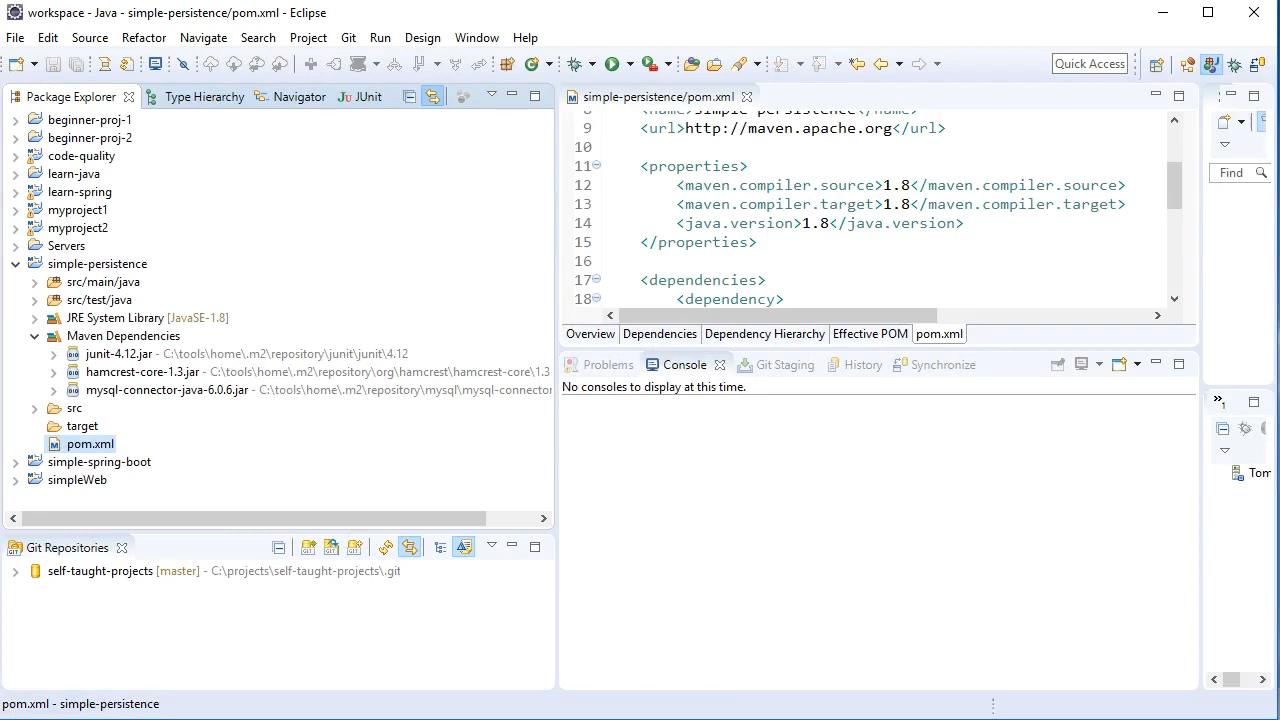 workspace - Java - simple-persistence/pom.xml - Eclipse
File Edit Source Refactor Navigate Search Project Git Run Design Window Help
Quick Access
Package Explorer Type Hierarchy Navigator JUnit
beginner-proj-1
beginner-proj-2
code-quality
learn-java
learn-spring
myproject1
myproject2
Servers
simple-persistence
src/main/java
src/test/java
JRE System Library [JavaSE-1.8]
Maven Dependencies
junit-4.12.jar - C:\tools\home\.m2\repository\junit\junit\4.12
hamcrest-core-1.3.jar - C:\tools\home\.m2\repository\org\hamcrest\hamcrest-core\1.3
mysql-connector-java-6.0.6.jar - C:\tools\home\.m2\repository\mysql\mysql-connector
src
target
pom.xml
simple-spring-boot
simpleWeb
Git Repositories
self-taught-projects [master] - C:\projects\self-taught-projects\.git
simple-persistence/pom.xml
8 <name>simple-persistence</name>
9 <url>http://maven.apache.org</url>
10
11 <properties>
12 <maven.compiler.source>1.8</maven.compiler.source>
13 <maven.compiler.target>1.8</maven.compiler.target>
14 <java.version>1.8</java.version>
15 </properties>
16
17 <dependencies>
18 <dependency>
Overview Dependencies Dependency Hierarchy Effective POM pom.xml
Problems Console Git Staging History Synchronize
No consoles to display at this time.
Find
1
Tom
pom.xml - simple-persistence